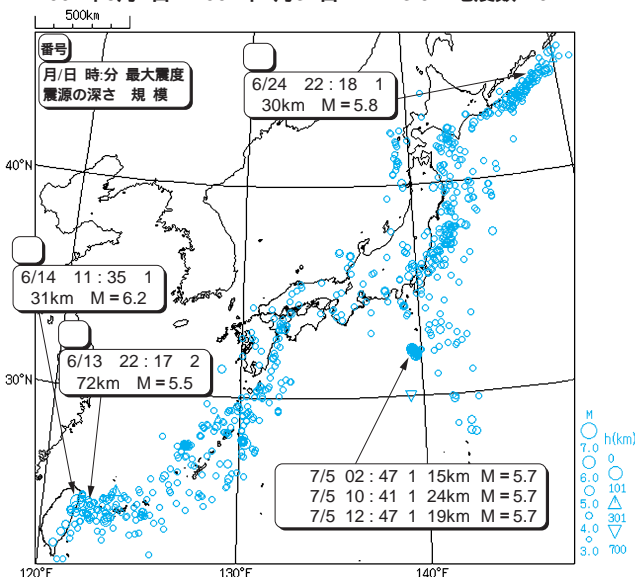 500km
番号
月/日 時:分 最大震度
震源の深さ 規 模
6/24 22:18 1
30km M=5.8
40°N
6/14 11:35 1
31km M=6.2
6/13 22:17 2
72km M=5.5
30°N
7/5 02:47 1 15km M=5.7
7/5 10:41 1 24km M=5.7
7/5 12:47 1 19km M=5.7
M
7.0
6.0
5.0
4.0
3.0
h(km)
0
101
301
700
120°E
130°E
140°E